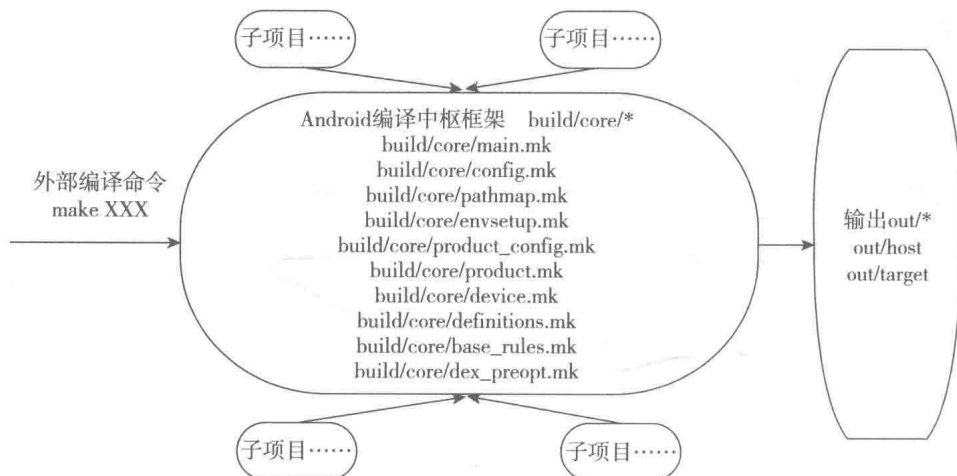 子项目…… 子项目……
Android编译中枢框架 build/core/*
build/core/main.mk
build/core/config.mk
build/core/pathmap.mk
build/core/envsetup.mk
build/core/product_config.mk
build/core/product.mk
build/core/device.mk
build/core/definitions.mk
build/core/base_rules.mk
build/core/dex_preopt.mk
外部编译命令
make XXX
输出out/*
out/host
out/target
子项目…… 子项目……